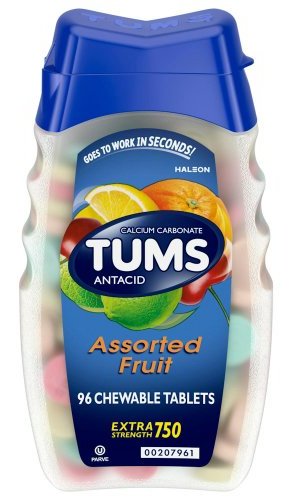 TUMS
GOES TO WORK IN SECONDS!
HALEON
CALCIUM CARBONATE
TUMS
ANTACID
Assorted
Fruit
96 CHEWABLE TABLETS
EXTRA
STRENGTH 750
00207961
U
PARVE